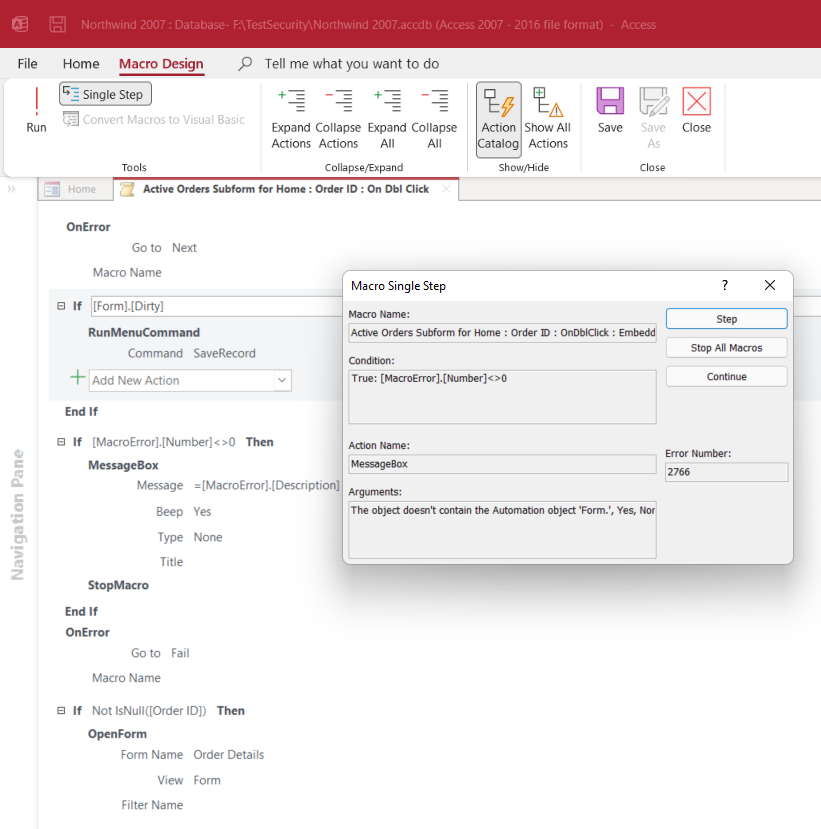 Northwind 2007 : Database- F:\TestSecurity\Northwind 2007.accdb (Access 2007 - 2016 file format) - Access
File Home Macro Design Tell me what you want to do
Run
Single Step
Convert Macros to Visual Basic
Tools
Expand Actions
Collapse Actions
Expand All
Collapse All
Collapse/Expand
Action Catalog
Show All Actions
Show/Hide
Save
Save As
Close
Close
Home
Active Orders Subform for Home : Order ID : On Dbl Click
Navigation Pane
OnError
Go to Next
Macro Name
If [Form].[Dirty]
RunMenuCommand
Command SaveRecord
Add New Action
End If
If [MacroError].[Number]<>0 Then
MessageBox
Message =[MacroError].[Description]
Beep Yes
Type None
Title
StopMacro
End If
OnError
Go to Fail
Macro Name
If Not IsNull([Order ID]) Then
OpenForm
Form Name Order Details
View Form
Filter Name
Macro Single Step ?
Macro Name:
Active Orders Subform for Home : Order ID : OnDblClick : Embedd
Condition:
True: [MacroError].[Number]<>0
Action Name:
MessageBox
Arguments:
The object doesn't contain the Automation object 'Form.', Yes, Nor
Step
Stop All Macros
Continue
Error Number:
2766